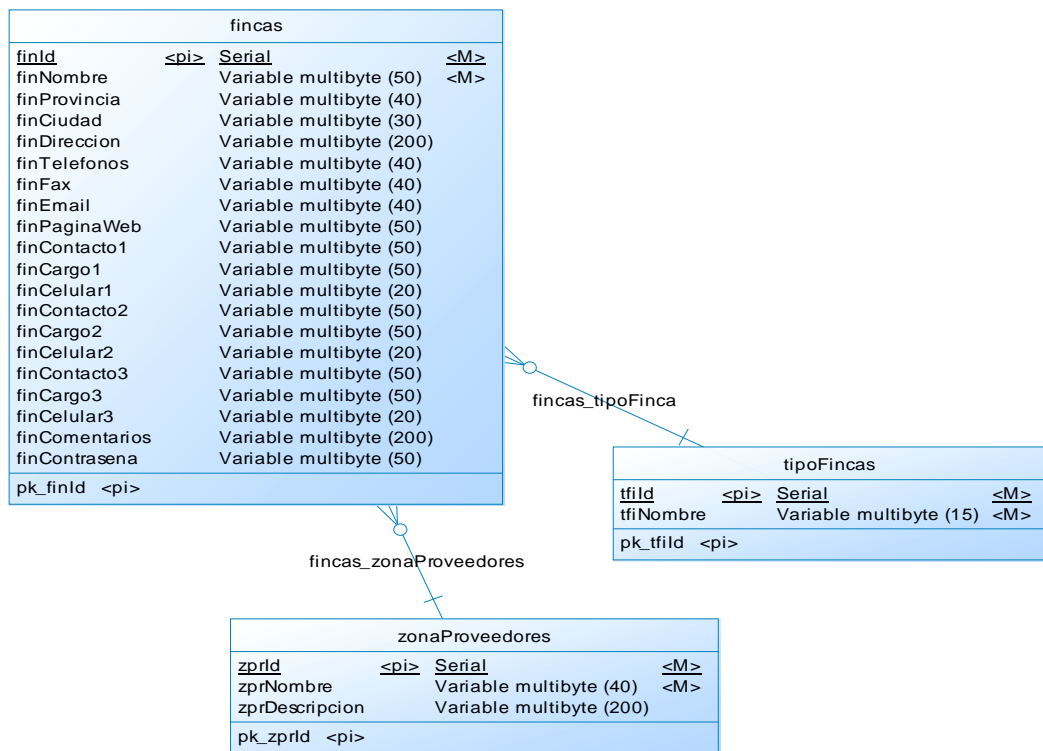 fincas
finId <pi> Serial <M>
finNombre Variable multibyte (50) <M>
finProvincia Variable multibyte (40)
finCiudad Variable multibyte (30)
finDireccion Variable multibyte (200)
finTelefonos Variable multibyte (40)
finFax Variable multibyte (40)
finEmail Variable multibyte (40)
finPaginaWeb Variable multibyte (50)
finContacto1 Variable multibyte (50)
finCargo1 Variable multibyte (50)
finCelular1 Variable multibyte (20)
finContacto2 Variable multibyte (50)
finCargo2 Variable multibyte (50)
finCelular2 Variable multibyte (20)
finContacto3 Variable multibyte (50)
finCargo3 Variable multibyte (50)
finCelular3 Variable multibyte (20)
finComentarios Variable multibyte (200)
finContrasena Variable multibyte (50)
pk_finId <pi>
fincas_tipoFinca
tipoFincas
tfiId <pi> Serial <M>
tfiNombre Variable multibyte (15) <M>
pk_tfiId <pi>
fincas_zonaProveedores
zonaProveedores
zprId <pi> Serial <M>
zprNombre Variable multibyte (40) <M>
zprDescripcion Variable multibyte (200)
pk_zprId <pi>